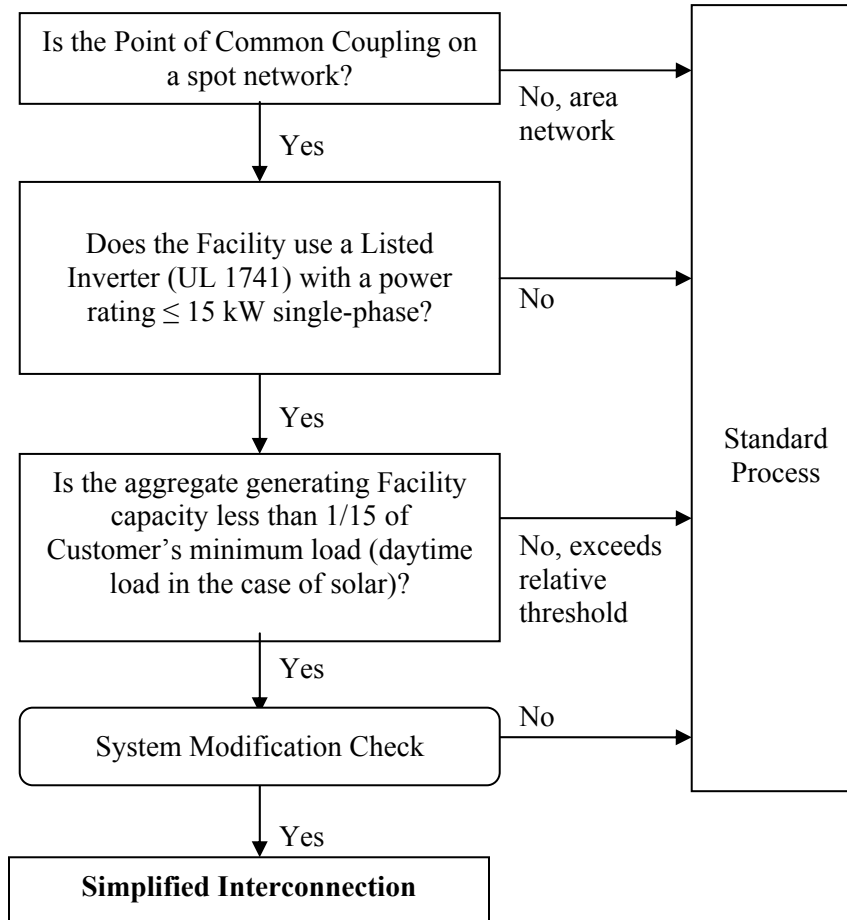 Is the Point of Common Coupling on
a spot network?
No, area
network
Yes
Does the Facility use a Listed
Inverter (UL 1741) with a power
rating ≤ 15 kW single-phase?
No
Yes
Standard
Process
Is the aggregate generating Facility
capacity less than 1/15 of
Customer’s minimum load (daytime
load in the case of solar)?
No, exceeds
relative
threshold
Yes
No
System Modification Check
Yes
Simplified Interconnection